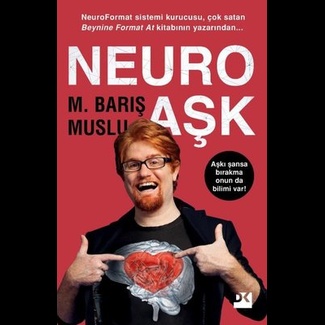 NeuroFormat sistemi kurucusu, çok satan
Beynine Format At kitabının yazarından...
NEURO
M. BARIŞ
MUSLU
AŞK
Aşkı şansa
bırakma
onun da
bilimi var!
DK